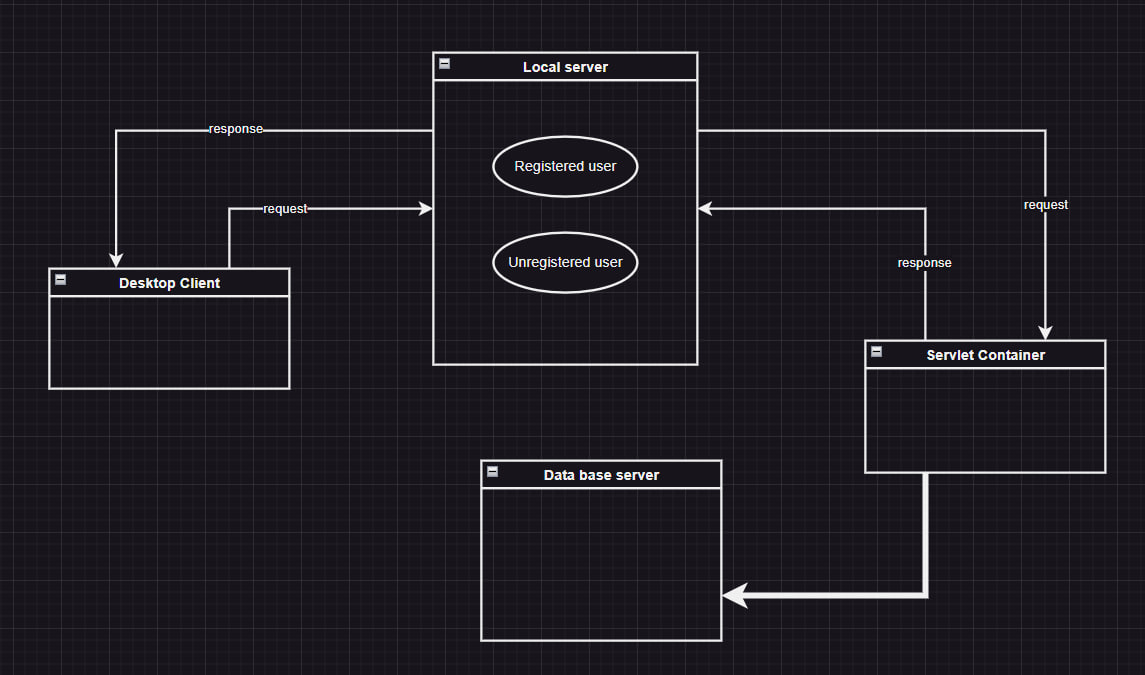 Local server
response
Registered user
request
request
Unregistered user
response
Desktop Client
Servlet Container
Data base server